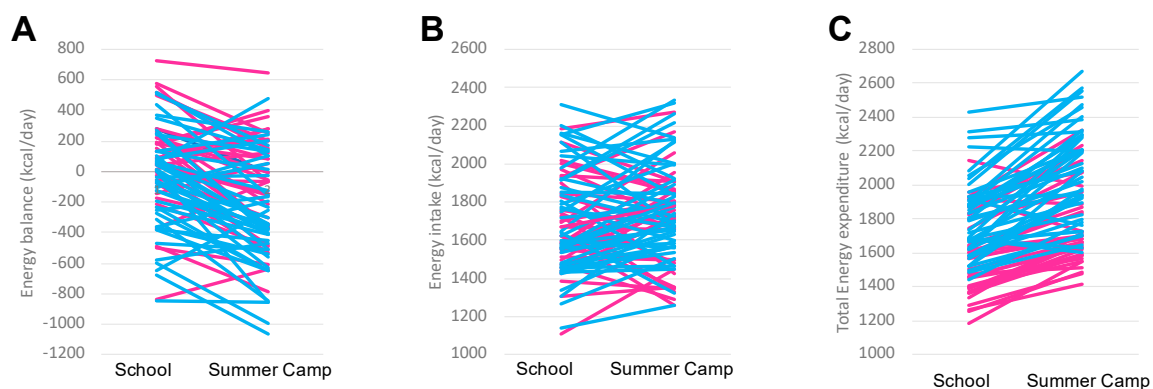 A
Energy balance (kcal/day)
800
600
400
200
0
-200
-400
-600
-800
-1000
-1200
School
Summer Camp
B
Energy intake (kcal/day)
2600
2400
2200
2000
1800
1600
1400
1200
1000
School
Summer Camp
C
Total Energy expenditure (kcal/day)
2800
2600
2400
2200
2000
1800
1600
1400
1200
1000
School
Summer Camp